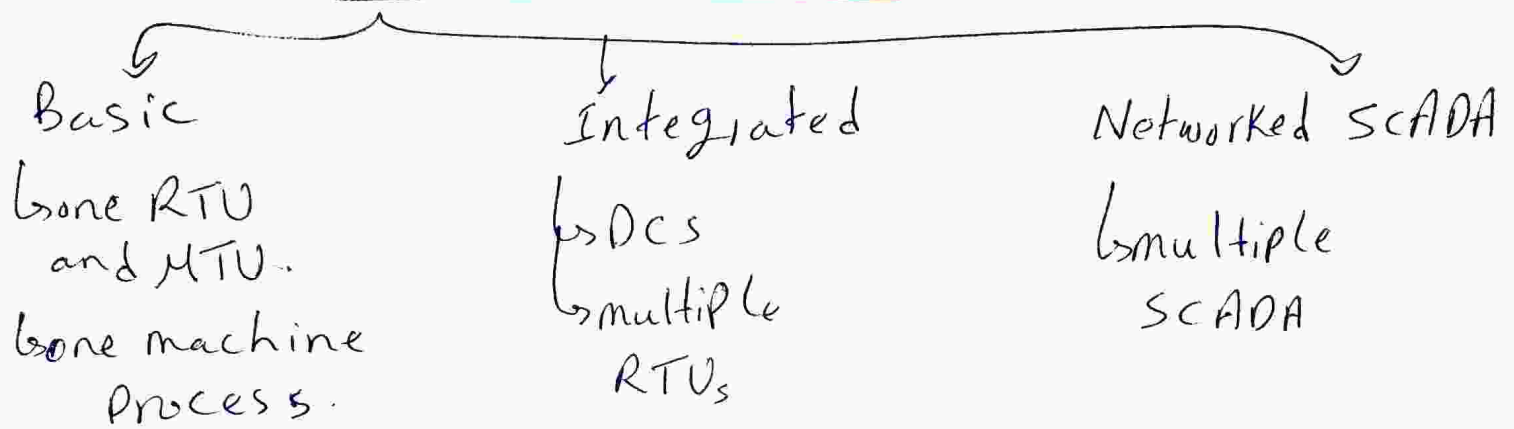 Basic
one RTU
and MTU.
one machine
process.
Integrated
DCS
multiple
RTUs
Networked SCADA
multiple
SCADA